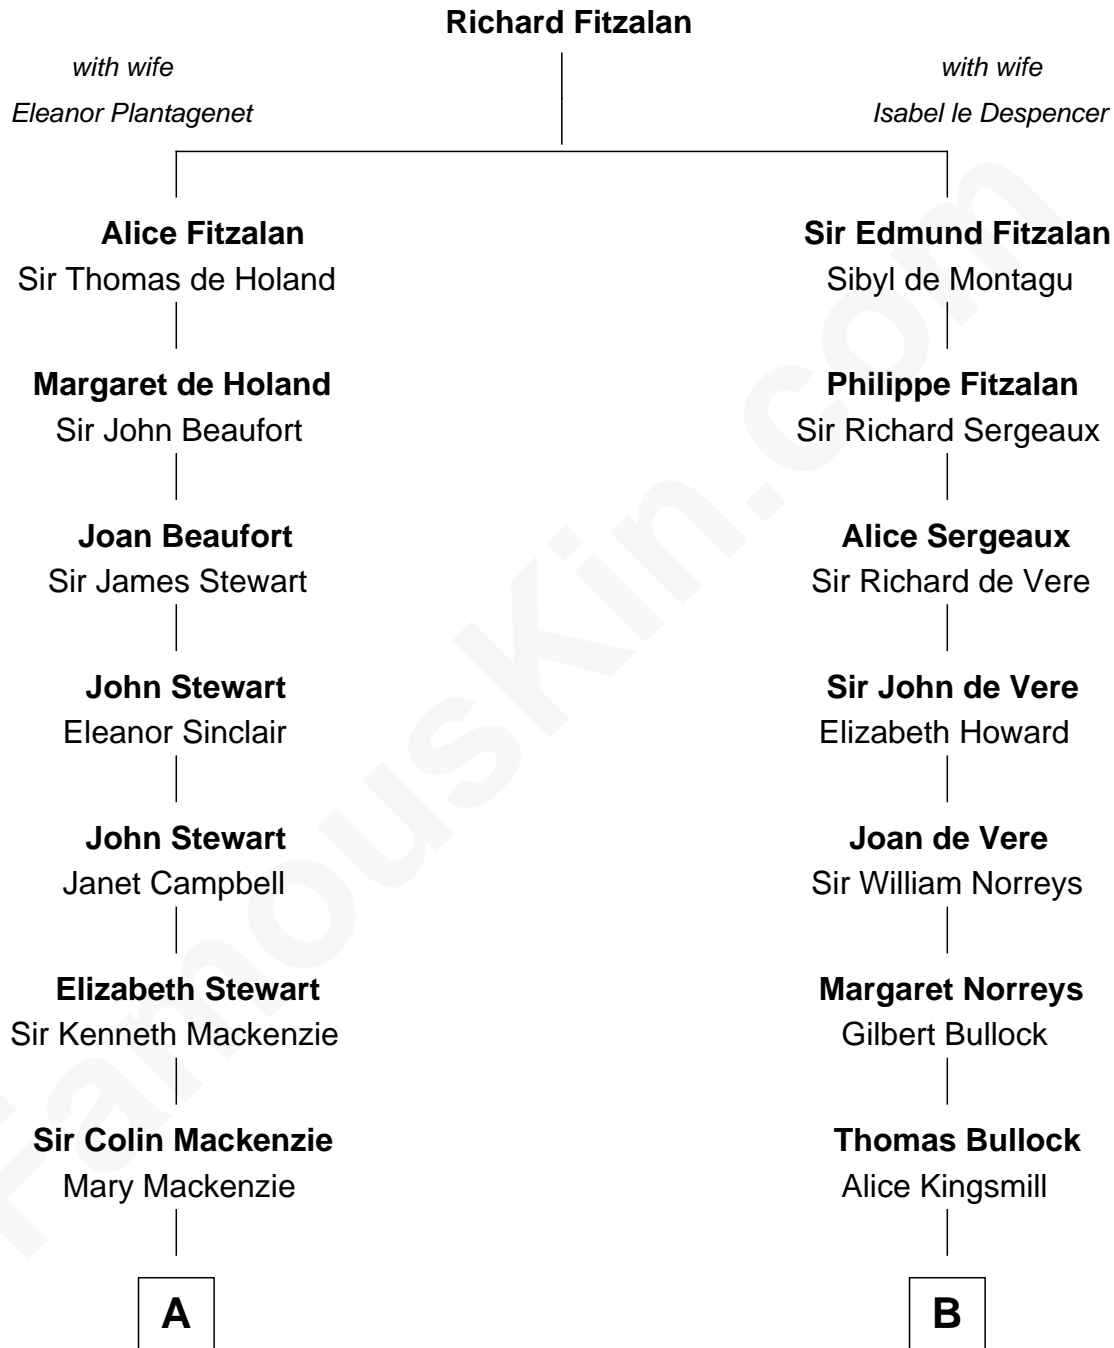 Richard Fitzalan
with wife
Eleanor Plantagenet
with wife
Isabel le Despencer
Alice Fitzalan
Sir Thomas de Holand
Sir Edmund Fitzalan
Sibyl de Montagu
Margaret de Holand
Sir John Beaufort
Philippe Fitzalan
Sir Richard Sergeaux
Joan Beaufort
Sir James Stewart
Alice Sergeaux
Sir Richard de Vere
John Stewart
Eleanor Sinclair
Sir John de Vere
Elizabeth Howard
John Stewart
Janet Campbell
Joan de Vere
Sir William Norreys
Elizabeth Stewart
Sir Kenneth Mackenzie
Margaret Norreys
Gilbert Bullock
Sir Colin Mackenzie
Mary Mackenzie
Thomas Bullock
Alice Kingsmill
A
B
FamousKin.com